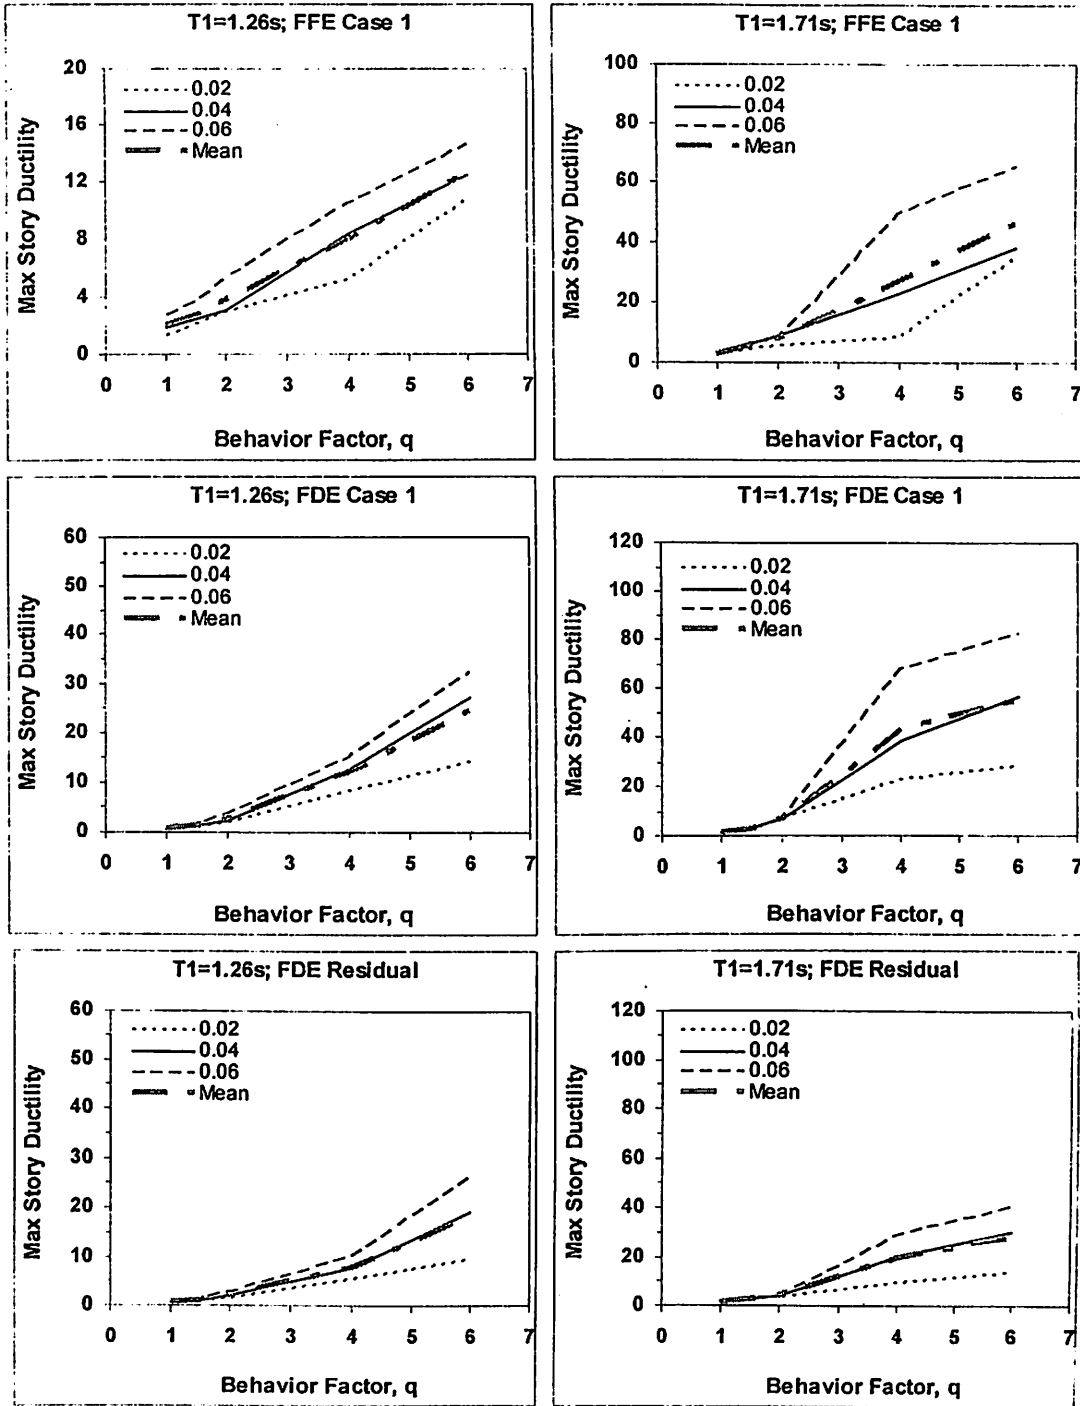 T1=1.26s; FFE Case 1
Max Story Ductility
20
16
12
8
4
0
0.02
0.04
0.06
Mean
0 1 2 3 4 5 6 7
Behavior Factor, q
T1=1.71s; FFE Case 1
Max Story Ductility
100
80
60
40
20
0
0.02
0.04
0.06
Mean
0 1 2 3 4 5 6 7
Behavior Factor, q
T1=1.26s; FDE Case 1
Max Story Ductility
60
50
40
30
20
10
0
0.02
0.04
0.06
Mean
0 1 2 3 4 5 6 7
Behavior Factor, q
T1=1.71s; FDE Case 1
Max Story Ductility
120
100
80
60
40
20
0
0.02
0.04
0.06
Mean
0 1 2 3 4 5 6 7
Behavior Factor, q
T1=1.26s; FDE Residual
Max Story Ductility
60
50
40
30
20
10
0
0.02
0.04
0.06
Mean
0 1 2 3 4 5 6 7
Behavior Factor, q
T1=1.71s; FDE Residual
Max Story Ductility
120
100
80
60
40
20
0
0.02
0.04
0.06
Mean
0 1 2 3 4 5 6 7
Behavior Factor, q